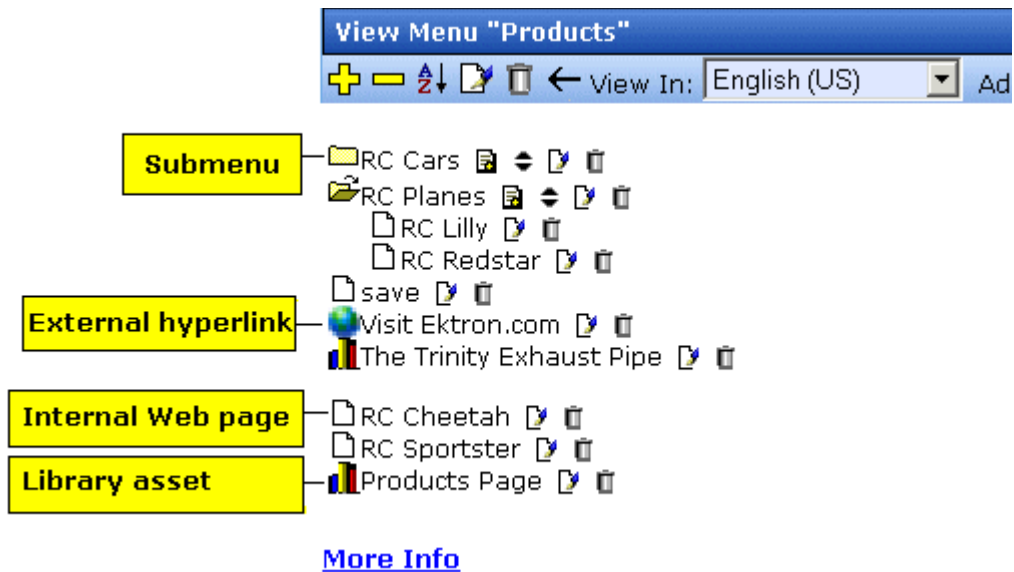 View Menu "Products"
View In: English (US) Ad
Submenu
RC Cars
RC Planes
RC Lilly
RC Redstar
save
External hyperlink
Visit Ektron.com
The Trinity Exhaust Pipe
Internal Web page
RC Cheetah
RC Sportster
Library asset
Products Page
More Info